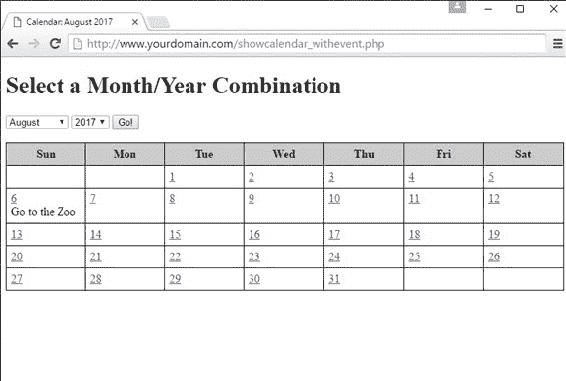 Calendar: August 2017
http://www.yourdomain.com/showcalendar_withevent.php
Select a Month/Year Combination
August 2017 Go!
Sun Mon Tue Wed Thu Fri Sat
1 2 3 4 5
6 7 8 9 10 11 12
Go to the Zoo
13 14 15 16 17 18 19
20 21 22 23 24 25 26
27 28 29 30 31